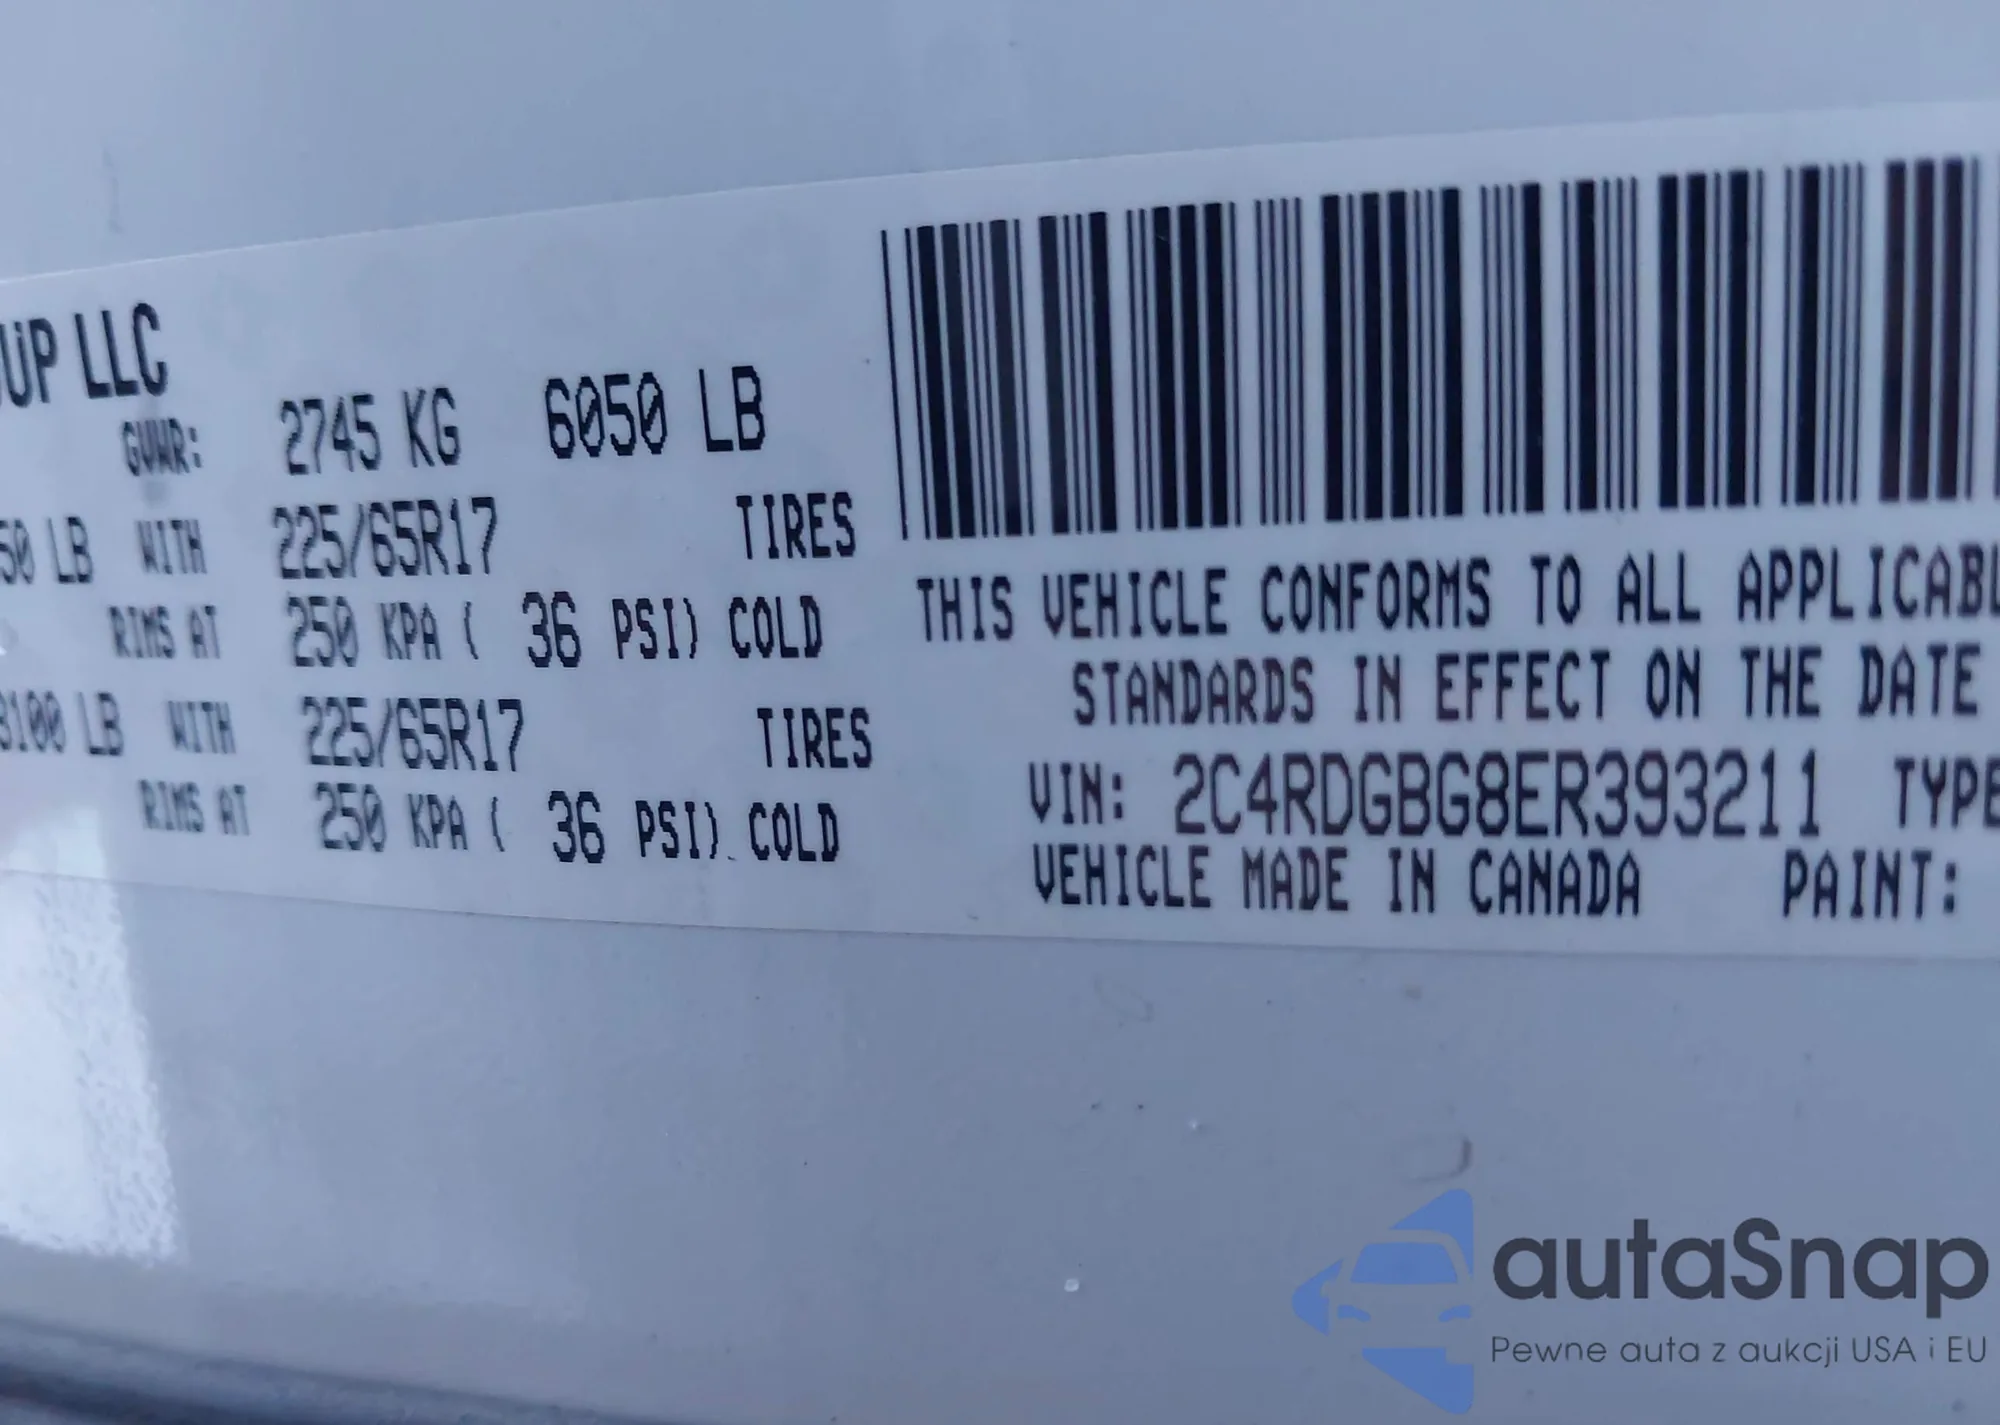 UP LLC
GVWR: 2745 KG 6050 LB
50 LB WITH 225/65R17 TIRES
RIMS AT 250 KPA ( 36 PSI) COLD
3100 LB WITH 225/65R17 TIRES
RIMS AT 250 KPA ( 36 PSI) COLD
THIS VEHICLE CONFORMS TO ALL APPLICABL
STANDARDS IN EFFECT ON THE DATE
VIN: 2C4RDGBG8ER393211 TYPE
VEHICLE MADE IN CANADA PAINT:
autaSnap
Pewne auta z aukcji USA i EU